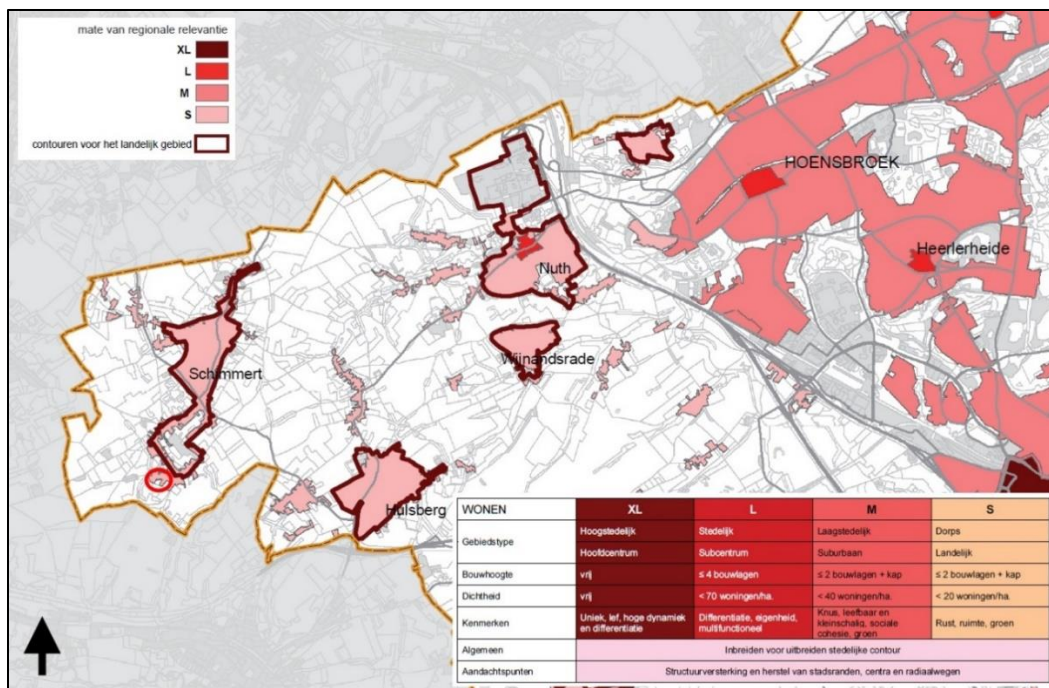 mate van regionale relevantie
XL
L
M
S
contouren voor het landelijk gebied
HOENSBROEK
Heerlerheide
Nuth
Wijnandsrade
Schimmert
Hulsberg
WONEN XL L M S
Gebiedstype Hoogstedelijk Stedelijk Laagstedelijk Dorps
Hoofdcentrum Subcentrum Suburbaan Landelijk
Bouwhoogte vrij ≤ 4 bouwlagen ≤ 2 bouwlagen + kap ≤ 2 bouwlagen + kap
Dichtheid vrij < 70 woningen/ha. < 40 woningen/ha. < 20 woningen/ha.
Kenmerken Uniek, lef, hoge dynamiek en differentiatie Differentiatie, eigenheid, multifunctioneel Knus, leefbaar en kleinschalig, sociale cohesie, groen Rust, ruimte, groen
Algemeen Inbreiden voor uitbreiden stedelijke contour
Aandachtspunten Structuurversterking en herstel van stadsranden, centra en radiaalwegen